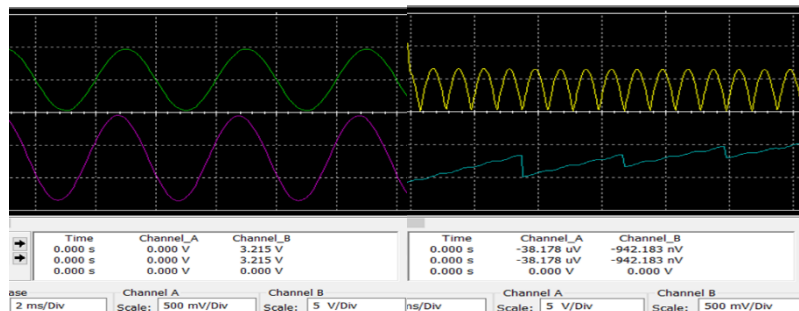 Time Channel_A Channel_B
0.000 s 0.000 V 3.215 V
0.000 s 0.000 V 3.215 V
0.000 s 0.000 V 0.000 V
ase Channel A Channel B
2 ms/Div Scale: 500 mV/Div Scale: 5 V/Div
Time Channel_A Channel_B
0.000 s -38.178 uV -942.183 nV
0.000 s -38.178 uV -942.183 nV
0.000 s 0.000 V 0.000 V
Channel A Channel B
ns/Div Scale: 5 V/Div Scale: 500 mV/Div